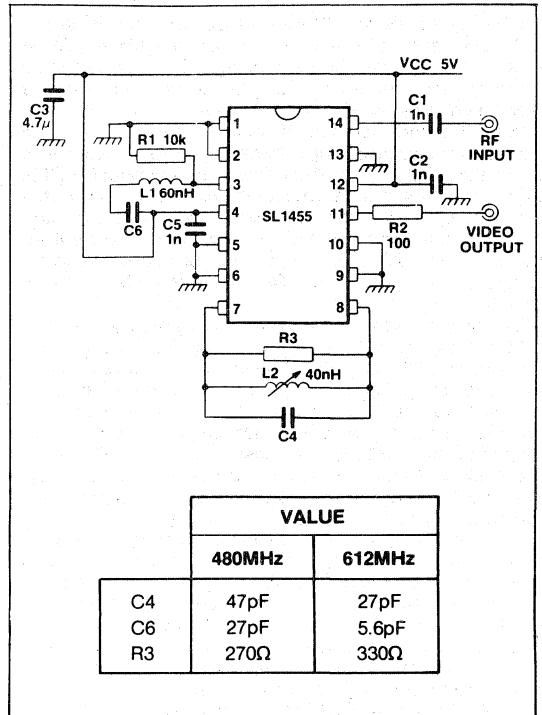 VCC 5V
C3
4.7µ
C1
1n
RF
INPUT
1
14
R1 10k
2
13
C2
1n
3
12
L1 60nH
4
SL1455
11
C6
C5
1n
R2
100
VIDEO
OUTPUT
5
10
6
9
7
8
R3
L2
40nH
C4
VALUE
480MHz 612MHz
C4 47pF 27pF
C6 27pF 5.6pF
R3 270Ω 330Ω